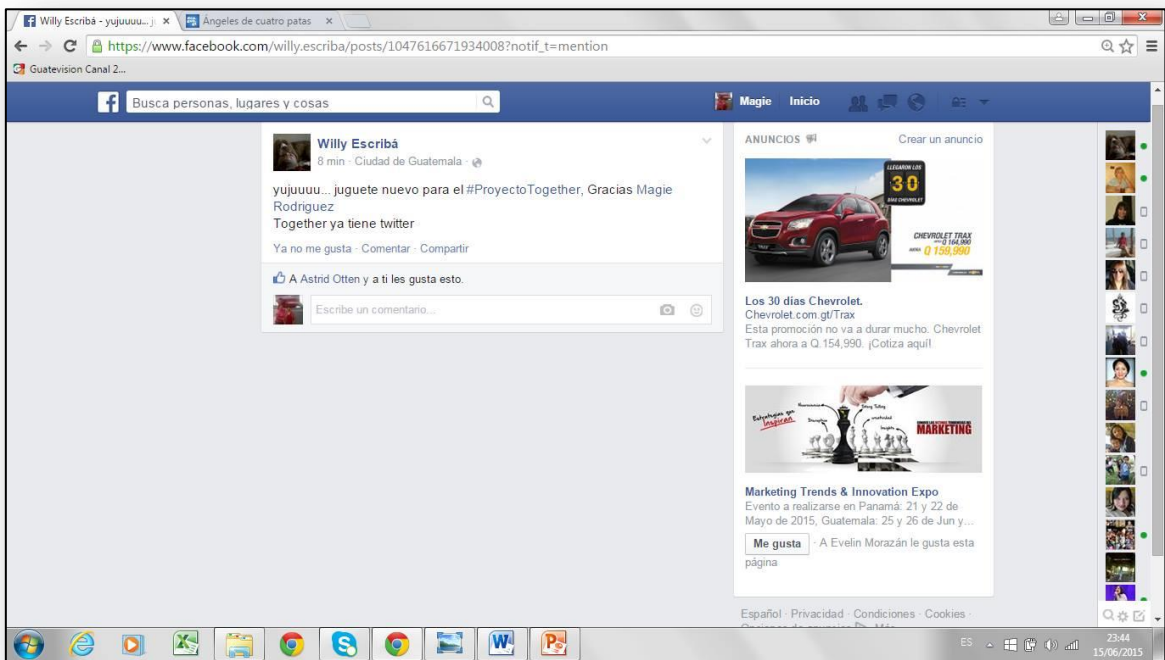 Willy Escribá - yujuuuu... j
Ángeles de cuatro patas
https://www.facebook.com/willy.escriba/posts/1047616671934008?notif_t=mention
Guatevision Canal 2...
Busca personas, lugares y cosas
Magie Inicio
Willy Escribá
8 min · Ciudad de Guatemala ·
yujuuuu... juguete nuevo para el #ProyectoTogether, Gracias Magie
Rodriguez
Together ya tiene twitter
Ya no me gusta · Comentar · Compartir
A Astrid Otten y a ti les gusta esto.
Escribe un comentario...
ANUNCIOS
Crear un anuncio
LLEGARON LOS
30
DÍAS CHEVROLET
CHEVROLET TRAX
Q 164,990
Q 159,990
Los 30 días Chevrolet.
Chevrolet.com.gt/Trax
Esta promoción no va a durar mucho. Chevrolet
Trax ahora a Q.154,990. ¡Cotiza aquí!
Estrategias que
Inspiran
MARKETING
Marketing Trends & Innovation Expo
Evento a realizarse en Panamá: 21 y 22 de
Mayo de 2015, Guatemala: 25 y 26 de Jun y...
Me gusta · A Evelin Morazán le gusta esta
página
Español · Privacidad · Condiciones · Cookies ·
ES
23:44
15/06/2015